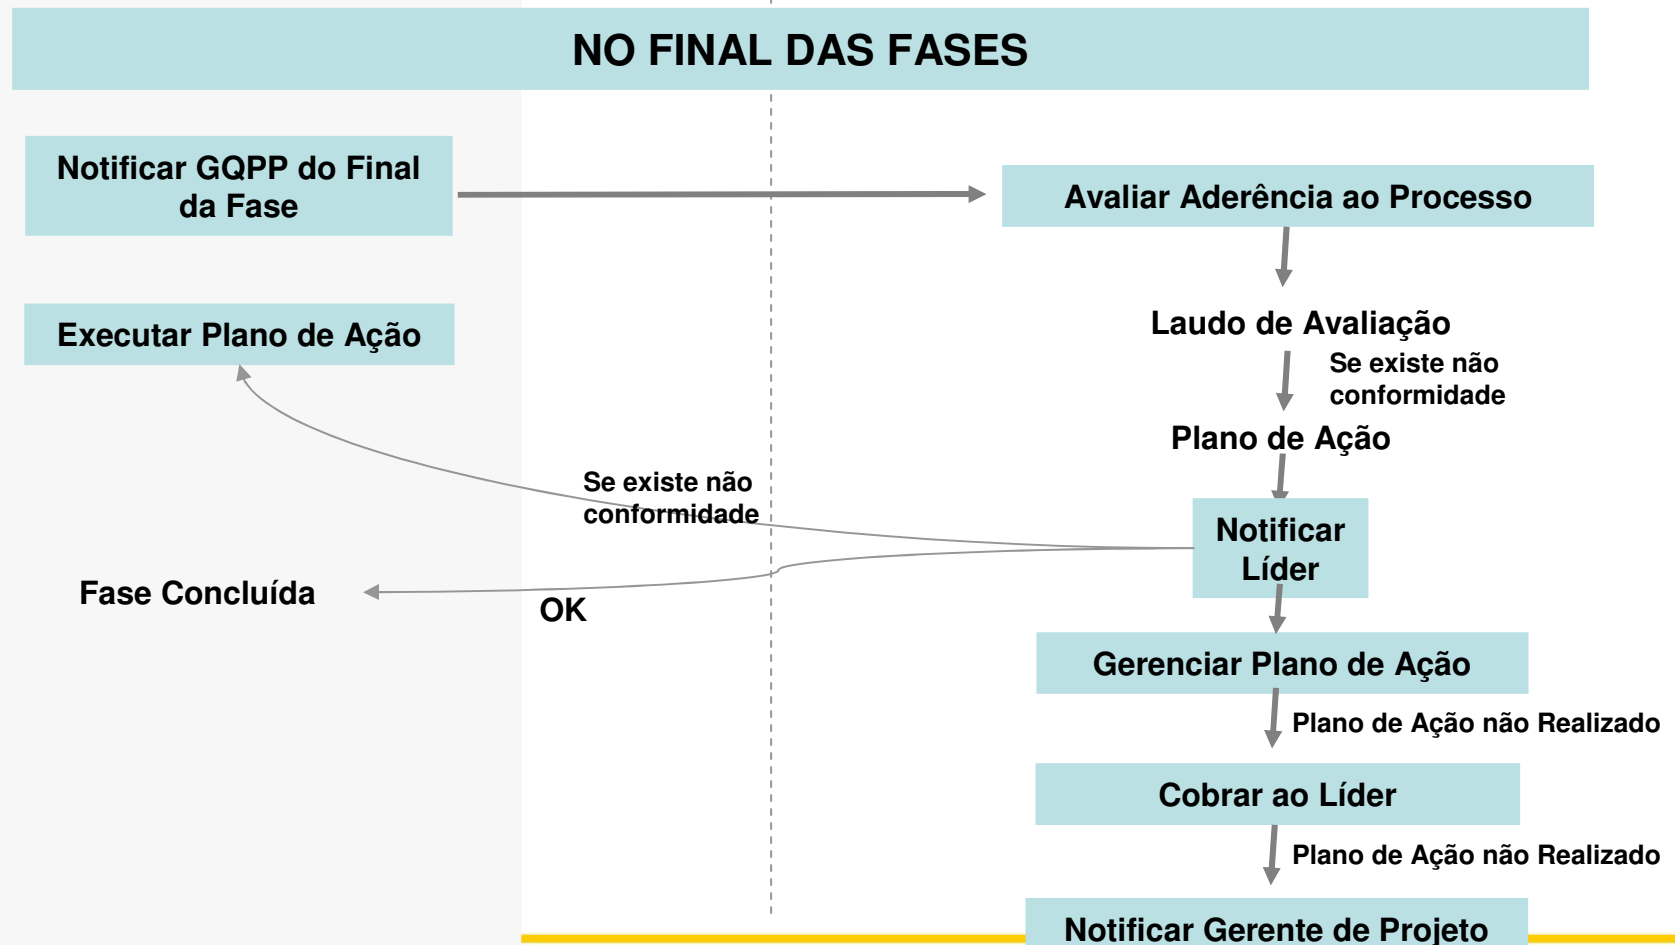 NO FINAL DAS FASES
Notificar GQPP do Final
da Fase
Avaliar Aderência ao Processo
Executar Plano de Ação
Laudo de Avaliação
Se existe não
conformidade
Plano de Ação
Se existe não
conformidade
Notificar
Líder
Fase Concluída
OK
Gerenciar Plano de Ação
Plano de Ação não Realizado
Cobrar ao Líder
Plano de Ação não Realizado
Notificar Gerente de Projeto